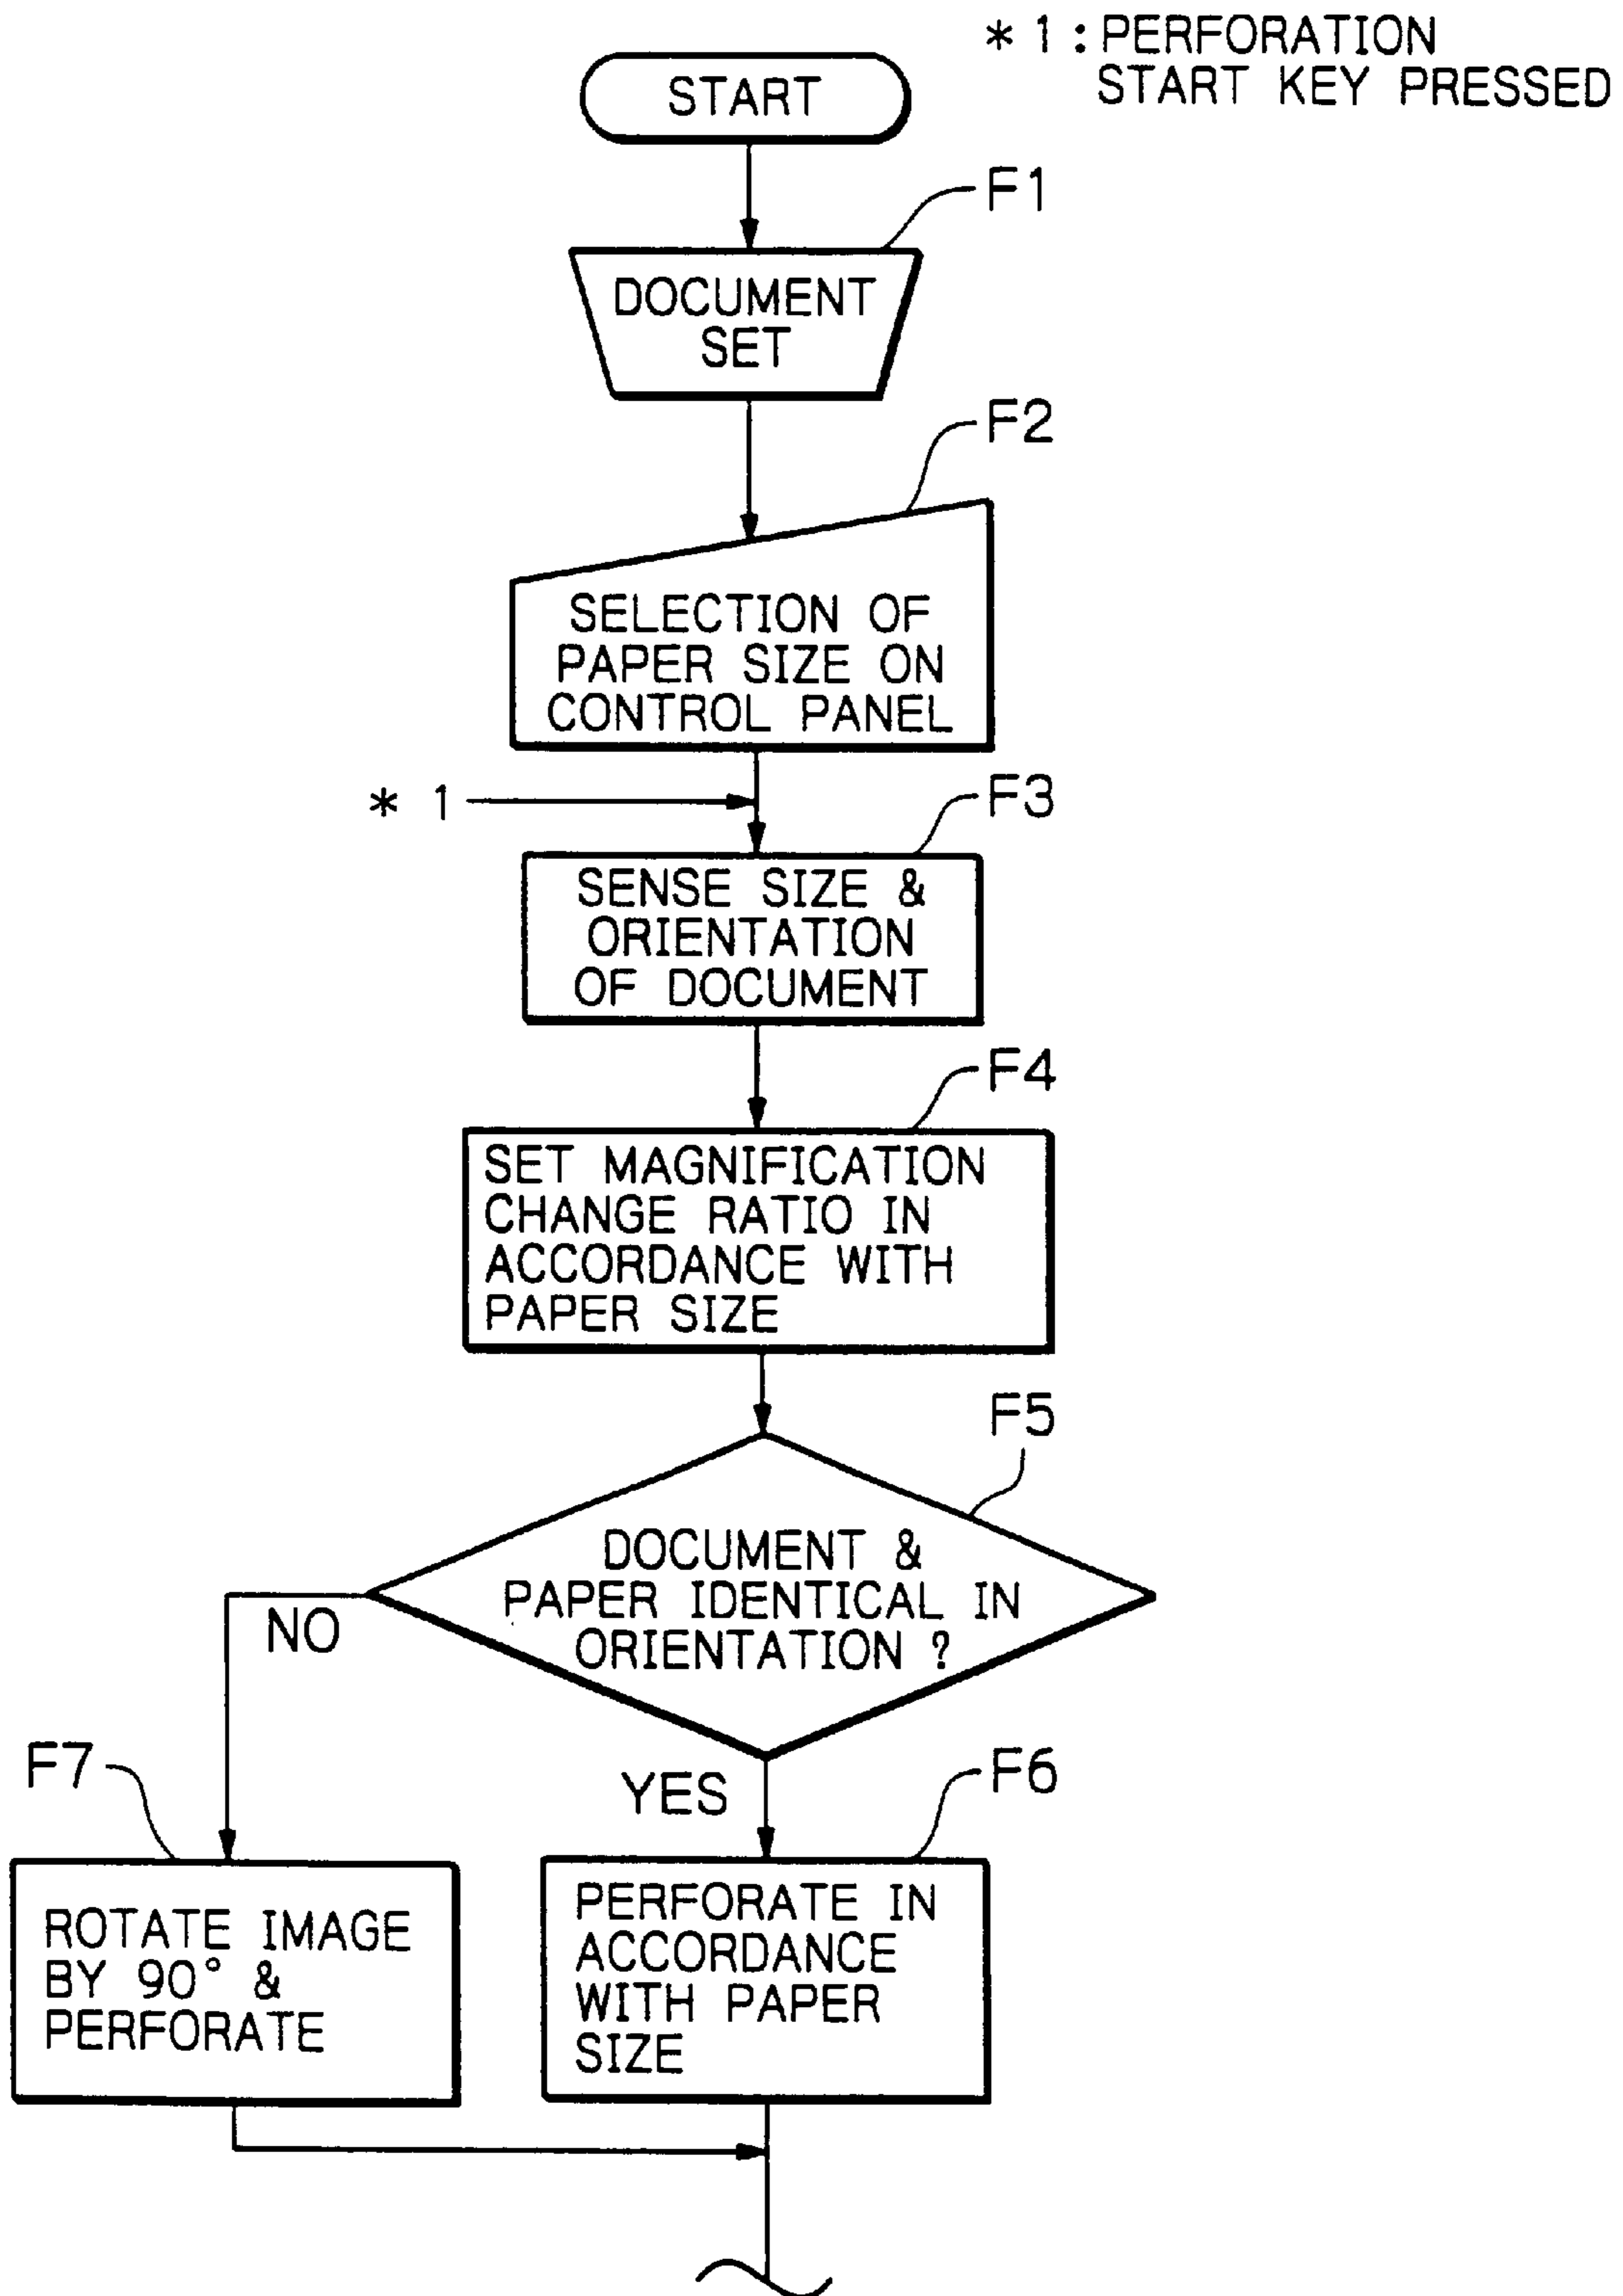 * 1 : PERFORATION
START KEY PRESSED
START
F1
DOCUMENT
SET
F2
SELECTION OF
PAPER SIZE ON
CONTROL PANEL
* 1
F3
SENSE SIZE &
ORIENTATION
OF DOCUMENT
F4
SET MAGNIFICATION
CHANGE RATIO IN
ACCORDANCE WITH
PAPER SIZE
F5
DOCUMENT &
PAPER IDENTICAL IN
ORIENTATION ?
NO
YES
F7
ROTATE IMAGE
BY 90° &
PERFORATE
F6
PERFORATE IN
ACCORDANCE
WITH PAPER
SIZE